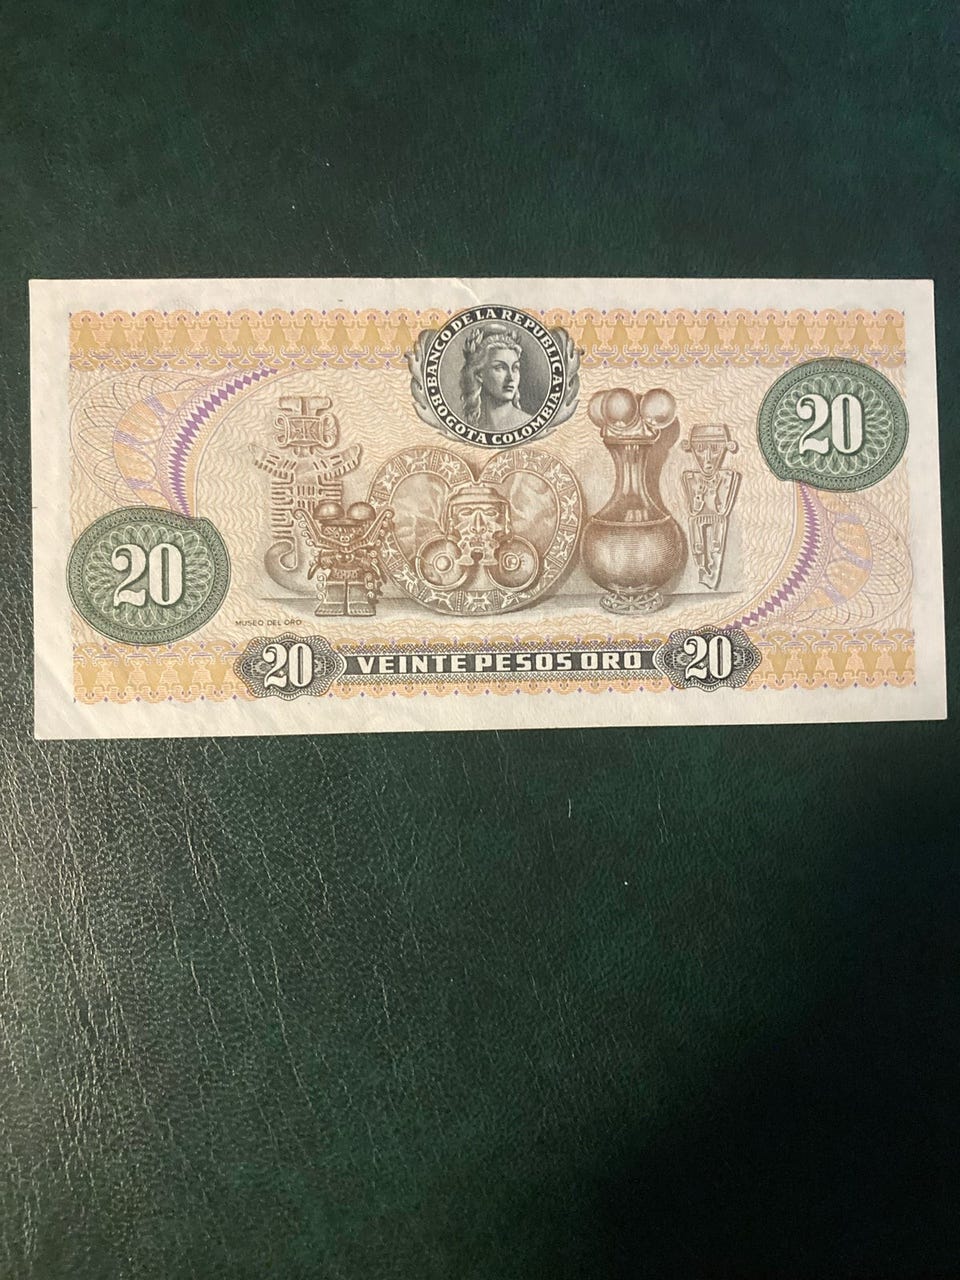 BANCO DE LA REPUBLICA
BOGOTA COLOMBIA
20
20
MUSEO DEL ORO
20 VEINTE PESOS ORO 20